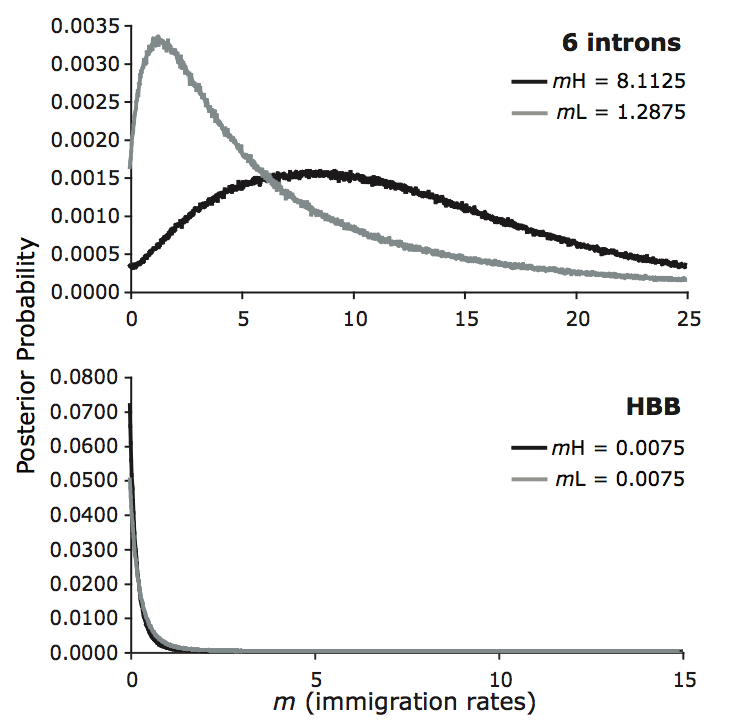 0.0035
0.0030
0.0025
0.0020
0.0015
0.0010
0.0005
0.0000
0 5 10 15 20 25
6 introns
mH = 8.1125
mL = 1.2875
Posterior Probability
0.0800
0.0700
0.0600
0.0500
0.0400
0.0300
0.0200
0.0100
0.0000
0 5 10 15
HBB
mH = 0.0075
mL = 0.0075
m (immigration rates)